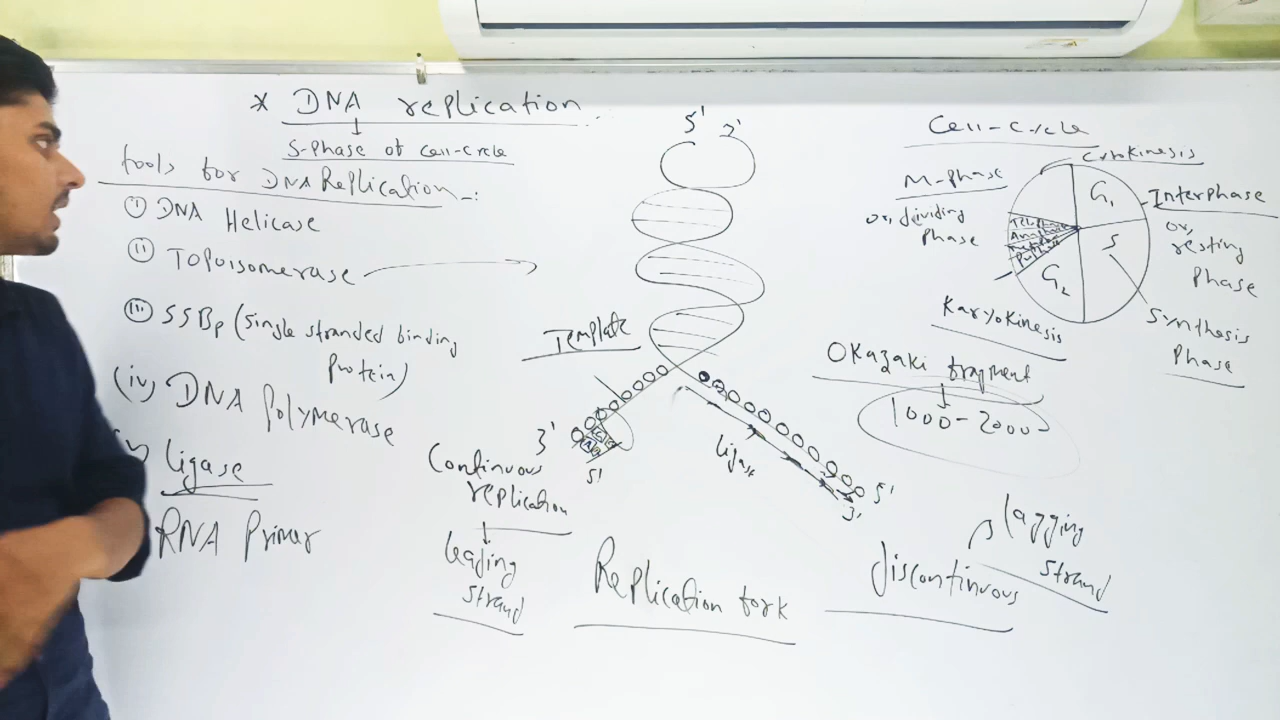 * DNA replication
S-Phase of Cell-Cycle
tools for DNA Replication -:
(i) DNA Helicase
(ii) Topoisomerase
(iii) SSBp (Single stranded binding
protein)
(iv) DNA Polymerase
Ligase
RNA Primer
5' 3'
Template
3'
5'
Continuous
replication
leading
strand
Replication fork
ligase
5'
3'
Cell-Cycle
Cytokinesis
M-Phase
or, dividing
Phase
G1
S
G2
Interphase
or,
resting
Phase
Karyokinesis
Synthesis
Phase
Okazaki fragment
1000-2000
lagging
strand
discontinuous